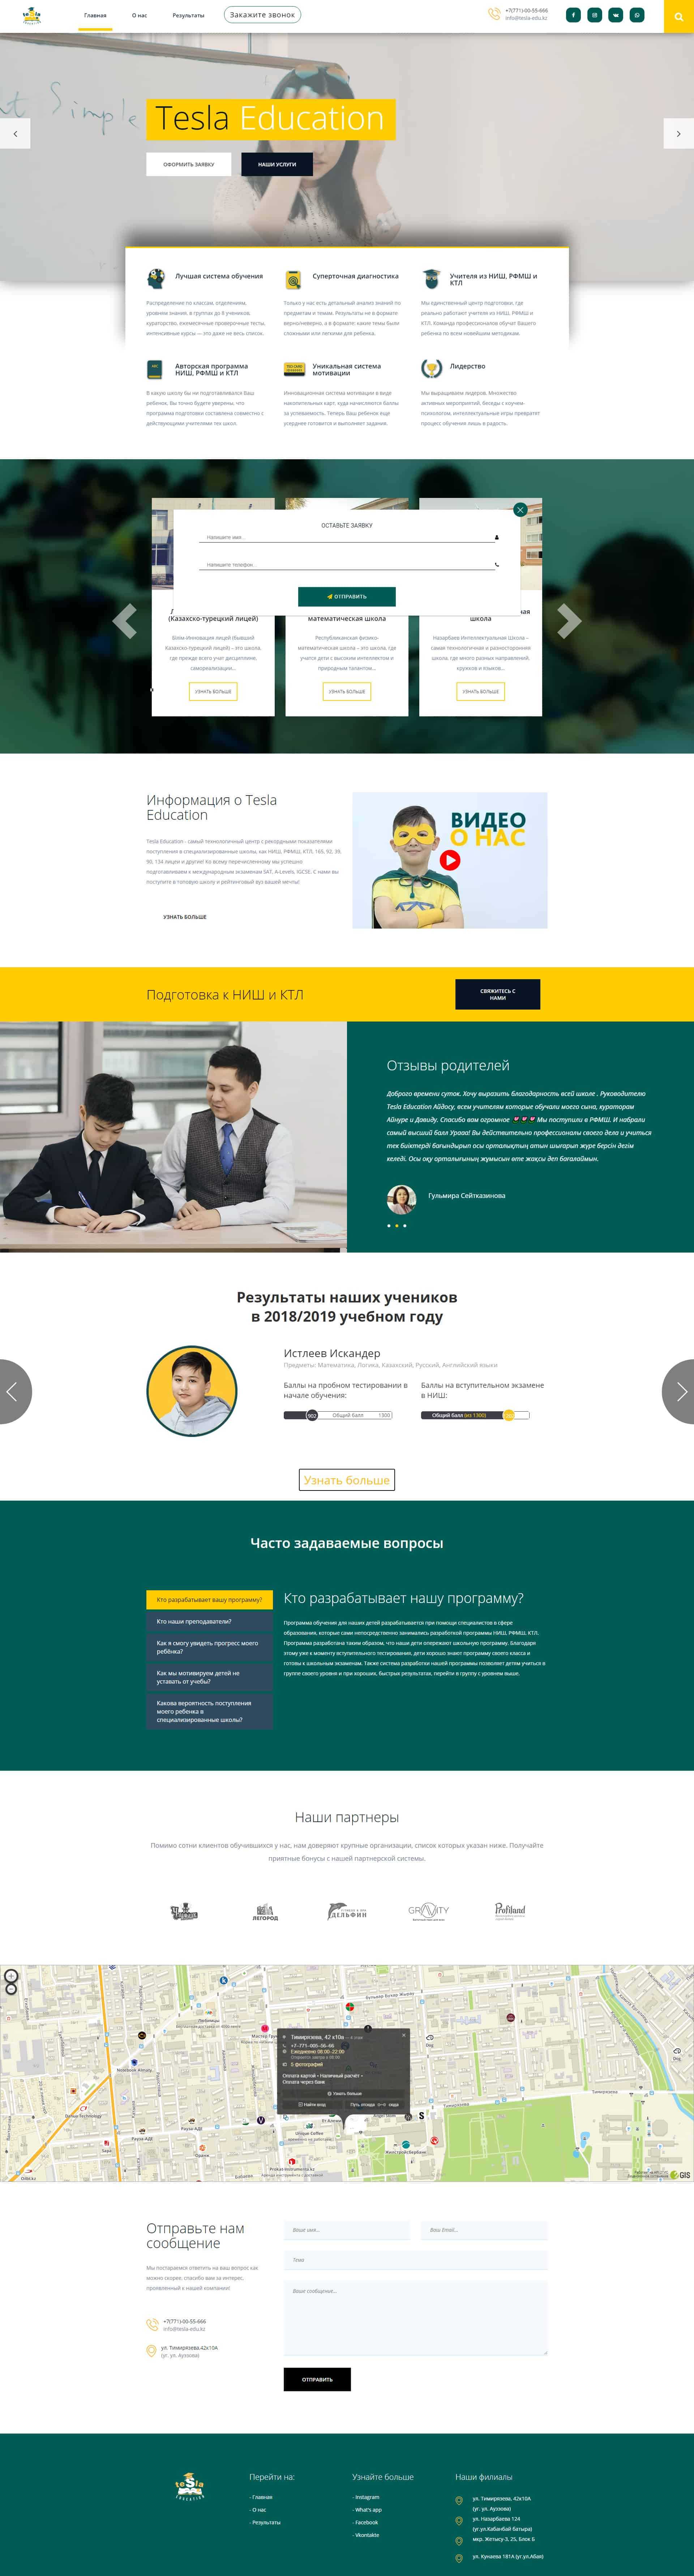 Главная
О нас
Результаты
Закажите звонок
+7(771)-00-55-666
info@tesla-edu.kz
Tesla Education
ОФОРМИТЬ ЗАЯВКУ
НАШИ УСЛУГИ
Лучшая система обучения
Распределение по классам, отделениям,
уровням знания. в группах до 8 учеников,
кураторство, ежемесячные проверочные тесты,
интенсивные курсы — это даже не весь список.
Суперточная диагностика
Только у нас есть детальный анализ знаний по
предметам и темам. Результаты не в формате
верно/неверно, а в формате: какие темы были
сложными или легкими для ребенка.
Учителя из НИШ, РФМШ и
КТЛ
Мы единственный центр подготовки, где
реально работают учителя из НИШ, РФМШ и
КТЛ. Команда профессионалов обучат Вашего
ребенка по всем новейшим методикам.
Авторская программа
НИШ, РФМШ и КТЛ
В какую школу бы ни подготавливался Ваш
ребенок, Вы точно будете уверены, что
программа подготовки составлена совместно с
действующими учителями тех школ.
Уникальная система
мотивации
Инновационная система мотивации в виде
накопительных карт, куда начисляются баллы
за успеваемость. Теперь Ваш ребенок еще
усерднее готовится и выполняет задания.
Лидерство
Мы выращиваем лидеров. Множество
активных мероприятий, беседы с коучем-
психологом, интеллектуальные игры превратят
процесс обучения лишь в радость.
ОСТАВЬТЕ ЗАЯВКУ
Напишите имя...
Напишите телефон...
ОТПРАВИТЬ
(Казахско-турецкий лицей)
Білім-Инновация лицей (бывший
Казахско-турецкий лицей) – это школа,
где прежде всего учат дисциплине,
самореализации...
УЗНАТЬ БОЛЬШЕ
математическая школа
Республиканская физико-
математическая школа – это школа, где
учатся дети с высоким интеллектом и
природным талантом...
УЗНАТЬ БОЛЬШЕ
школа
Назарбаев Интеллектуальная Школа –
самая технологичная и разносторонняя
школа, где много разных направлений,
кружков и языков...
УЗНАТЬ БОЛЬШЕ
Информация о Tesla
Education
Tesla Education - самый технологичный центр с рекордными показателями
поступления в специализированные школы, как НИШ, РФМШ, КТЛ, 165, 92, 39,
90, 134 лицеи и другие! Ко всему перечисленному мы успешно
подготавливаем к международным экзаменам SAT, A-Levels, IGCSE. С нами вы
поступите в топовую школу и рейтинговый вуз вашей мечты!
УЗНАТЬ БОЛЬШЕ
ВИДЕО
О НАС
Подготовка к НИШ и КТЛ
СВЯЖИТЕСЬ С
НАМИ
Отзывы родителей
Доброго времени суток. Хочу выразить благодарность всей школе . Руководителю
Tesla Education Айдосу, всем учителям которые обучали моего сына, кураторам
Айнуре и Давиду. Спасибо вам огромное Мы поступили в РФМШ. И набрали
самый высший балл Урааа! Вы действительно профессионалы своего дела и учиться
тек биіктерді бағындырып осы орталықтың атын шығарып жүре берсін дегім
келеді. Осы оқу орталығының жұмысын өте жақсы деп бағалаймын.
Гульмира Сейтказинова
Результаты наших учеников
в 2018/2019 учебном году
Истлеев Искандер
Предметы: Математика, Логика, Казахский, Русский, Английский языки
Баллы на пробном тестировании в
начале обучения:
Общий балл
1500
Баллы на вступительном экзамене
в НИШ:
Общий балл (из 1300)
Узнать больше
Часто задаваемые вопросы
Кто разрабатывает вашу программу?
Кто наши преподаватели?
Как я смогу увидеть прогресс моего
ребёнка?
Как мы мотивируем детей не
уставать от учебы?
Какова вероятность поступления
моего ребенка в
специализированные школы?
Кто разрабатывает нашу программу?
Программа обучения для наших детей разрабатывается при помощи специалистов в сфере
образования, которые сами непосредственно занимались разработкой программы НИШ, РФМШ, КТЛ.
Программа разработана таким образом, что наши дети опережают школьную программу. Благодаря
этому уже к моменту вступительного тестирования, дети хорошо знают программу своего класса и
готовы к школьным экзаменам. Также система разработки нашей программы позволяет детям учиться в
группе своего уровня и при хороших, быстрых результатах, перейти в группу с уровнем выше.
Наши партнеры
Помимо сотни клиентов обучившихся у нас, нам доверяют крупные организации, список которых указан ниже. Получайте
приятные бонусы с нашей партнерской системы.
ЛЕГОРОД
ДЕЛЬФИН
GRAVITY
Profiland
Тимирязева, 42 к10а
+7-771-005-56-66
Ежедневно 09:00-22:00
5 фотографий
Оплата картой • Наличный расчёт •
Оплата через банк
Узнать больше
Найти вход
Отправьте нам
сообщение
Мы постараемся ответить на ваш вопрос как
можно скорее, спасибо вам за интерес,
проявленный к нашей компании!
+7(771)-00-55-666
info@tesla-edu.kz
ул. Тимирязева,42к10А
(уг. ул. Ауэзова)
Ваше имя...
Ваш Email...
Тема
Ваше сообщение...
ОТПРАВИТЬ
tesla
EDUCATION
Перейти на:
- Главная
- О нас
- Результаты
Узнайте больше
- Instagram
- What's app
- Facebook
- Vkontakte
Наши филиалы
ул. Тимирязева, 42к10А
(уг. ул. Ауэзова)
ул. Назарбаева 124
(уг.ул.Кабанбай батыра)
мкр. Жетысу-3, 25, Блок Б
ул. Кунаева 181А (уг.ул.Абая)